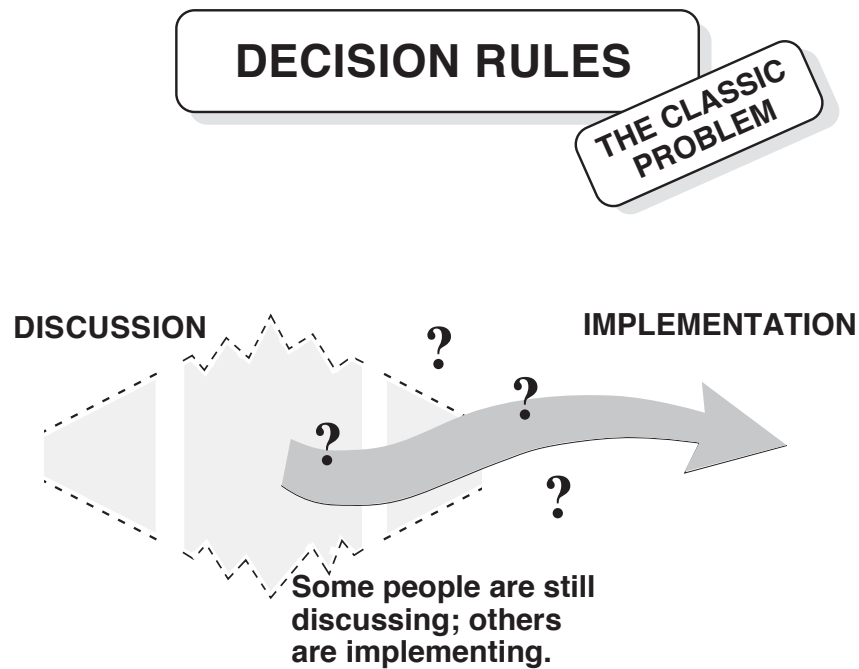 DECISION RULES
THE CLASSIC
PROBLEM
DISCUSSION
IMPLEMENTATION
?
?
?
?
Some people are still
discussing; others
are implementing.